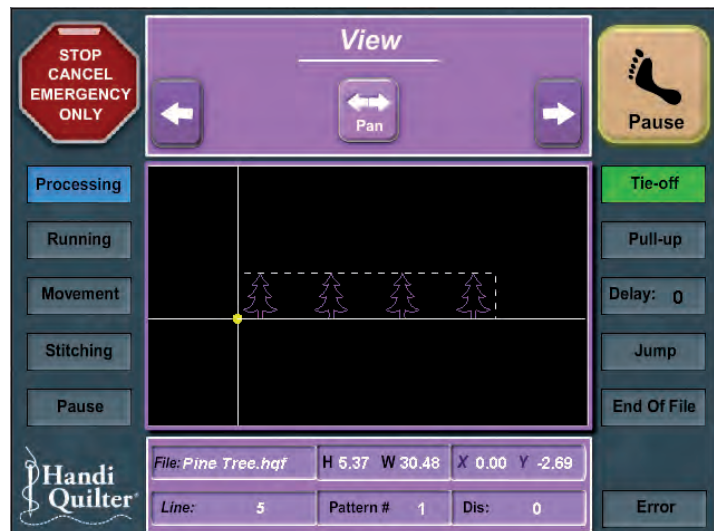 STOP
CANCEL
EMERGENCY
ONLY
View
Pan
Pause
Processing
Running
Movement
Stitching
Pause
Tie-off
Pull-up
Delay: 0
Jump
End Of File
File: Pine Tree.hqf H 5.37 W 30.48 X 0.00 Y -2.69
Line: 5 Pattern # 1 Dis: 0
Handi
Quilter®
Error